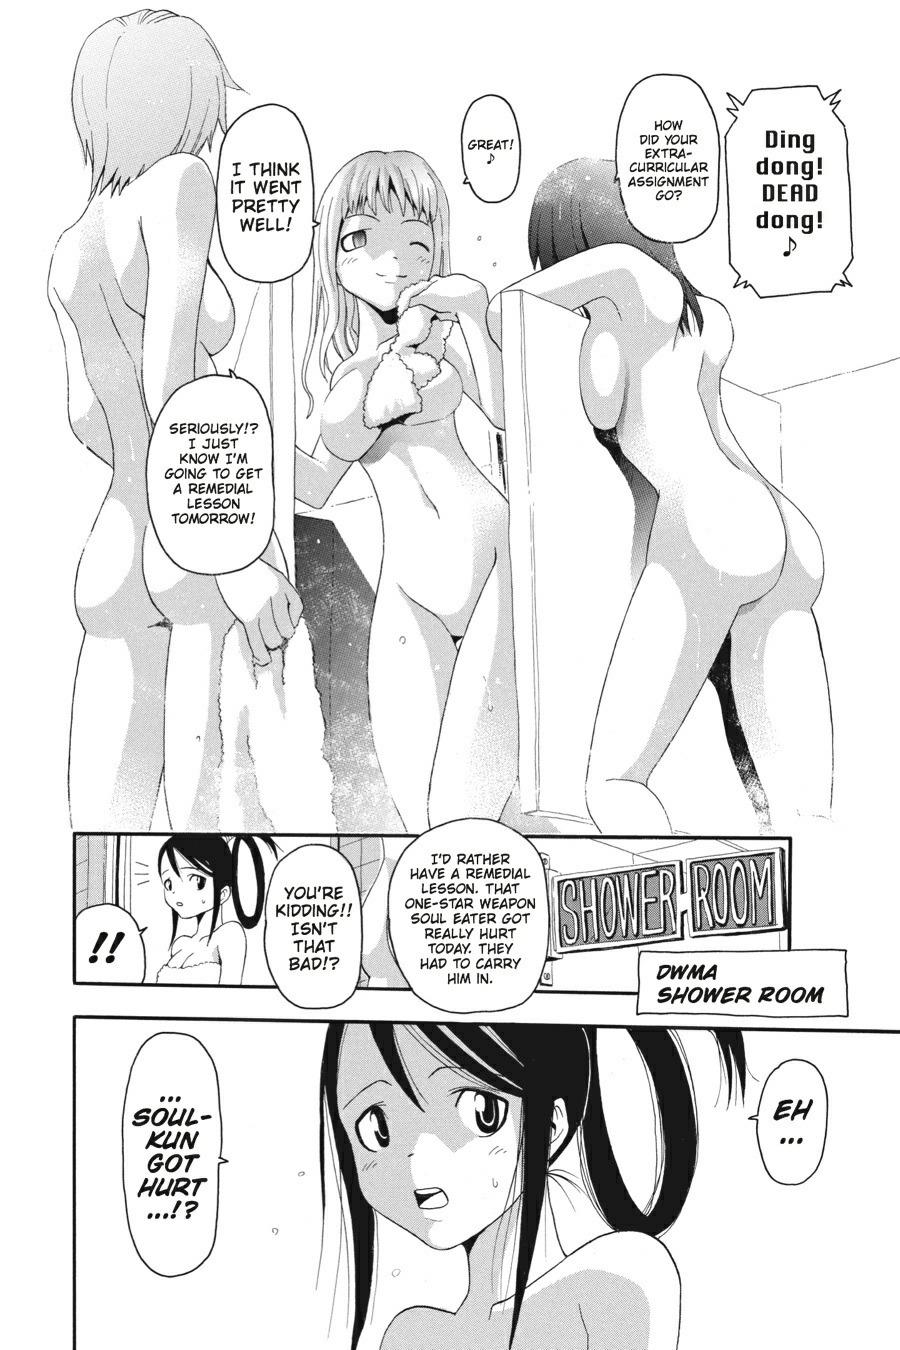 Ding
dong!
DEAD
dong!
♪
HOW
DID YOUR
EXTRA-
CURRICULAR
ASSIGNMENT
GO?
GREAT!
♪
I THINK
IT WENT
PRETTY
WELL!
SERIOUSLY!?
I JUST
KNOW I'M
GOING TO GET
A REMEDIAL
LESSON
TOMORROW!
SHOWER ROOM
DWMA
SHOWER ROOM
I'D RATHER
HAVE A REMEDIAL
LESSON. THAT
ONE-STAR WEAPON
SOUL EATER GOT
REALLY HURT
TODAY. THEY
HAD TO CARRY
HIM IN.
YOU'RE
KIDDING!!
ISN'T
THAT
BAD!?
!!
EH
...
...
SOUL-
KUN
GOT
HURT
...!?